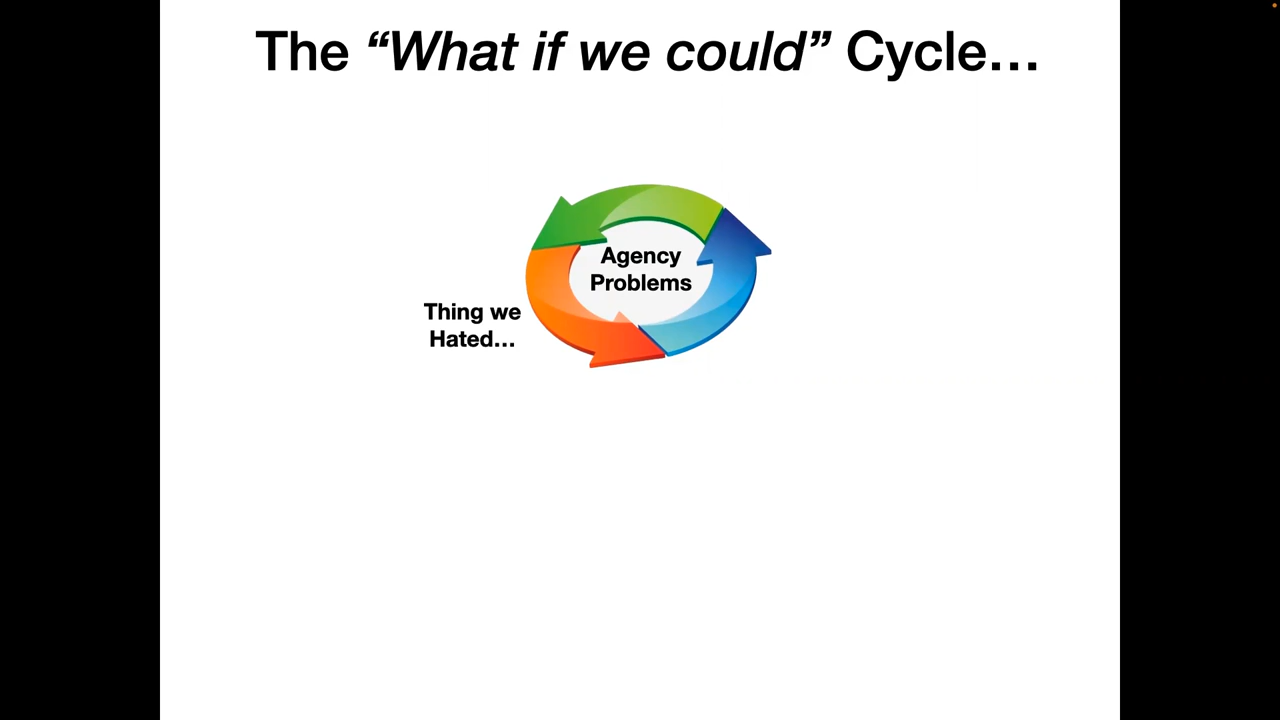 The “What if we could” Cycle…
Agency
Problems
Thing we
Hated…